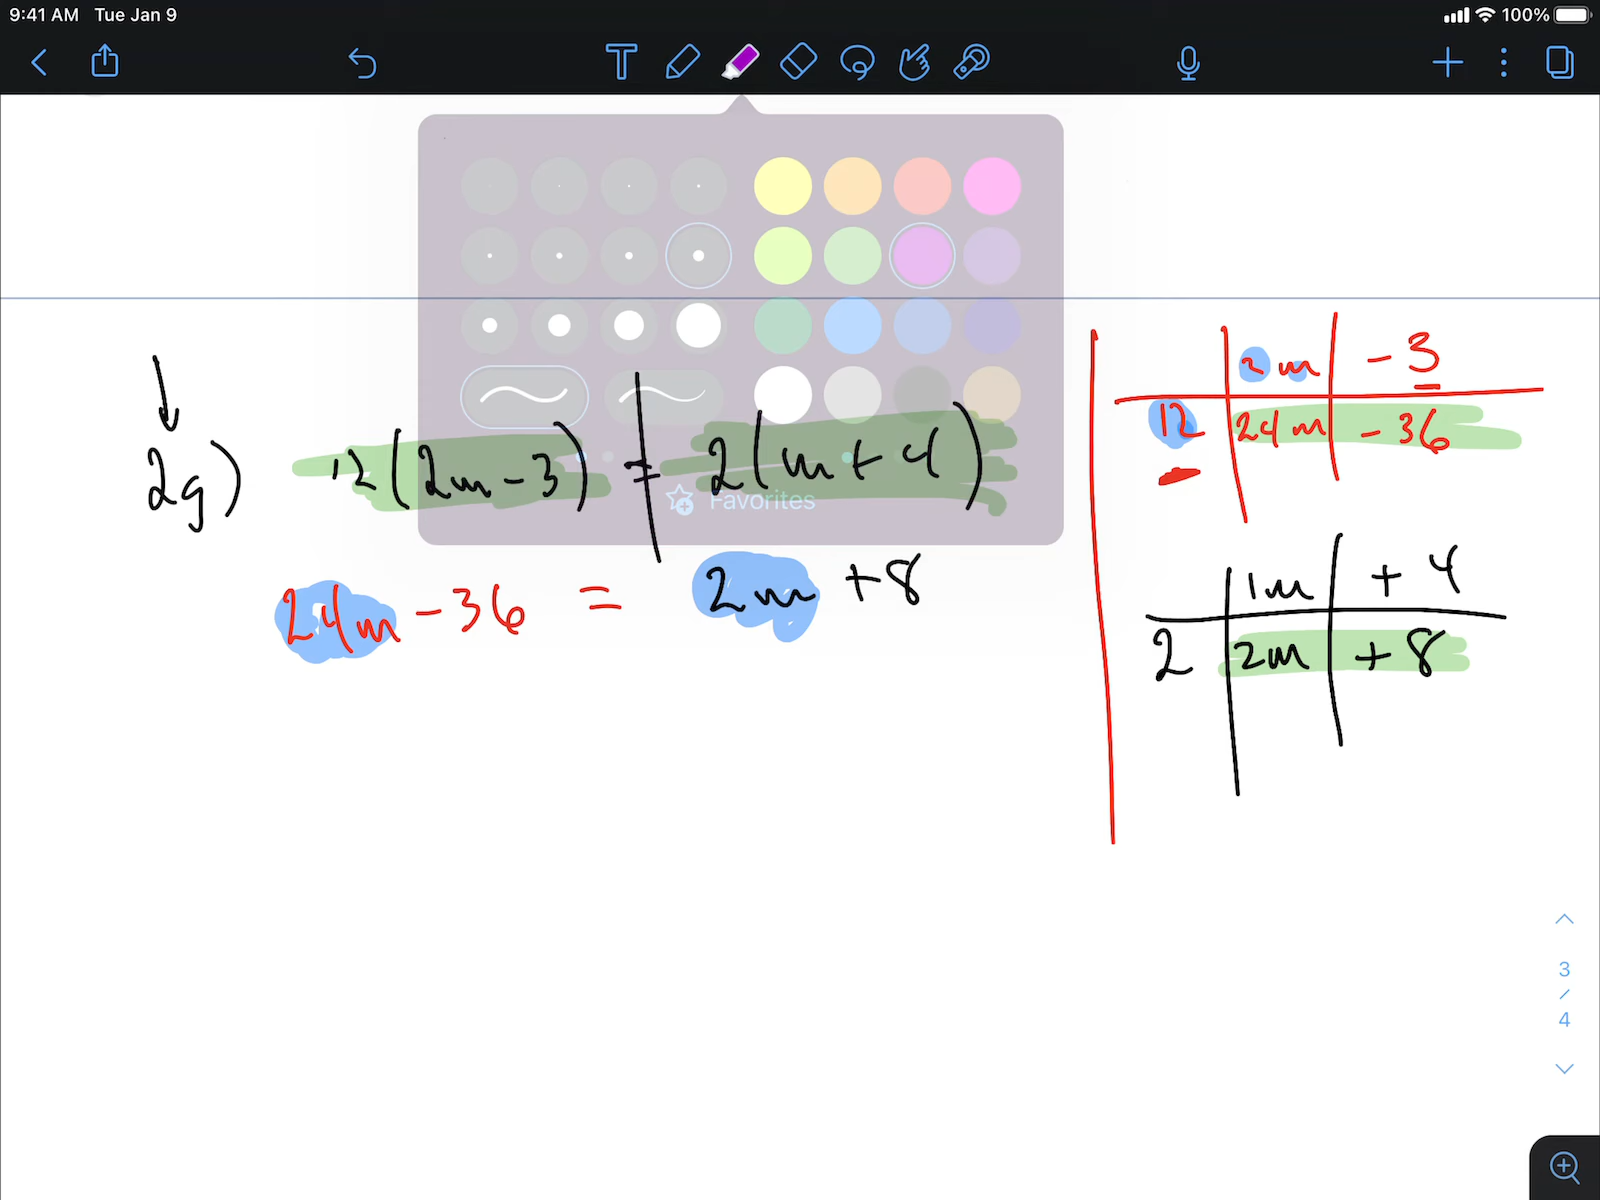 9:41 AM Tue Jan 9
100%
Favorites
2g) 12(2m-3) = 2(m+4)
24m -36 = 2m +8
2m -3
12 24m -36
1m +4
2 2m +8
3
/
4